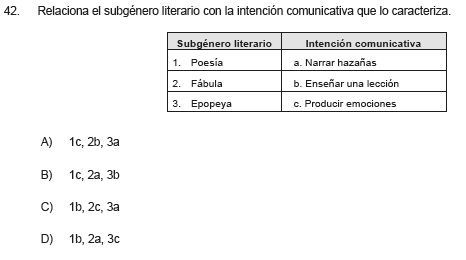 42. Relaciona el subgénero literario con la intención comunicativa que lo caracteriza.
Subgénero literario Intención comunicativa
1. Poesía a. Narrar hazañas
2. Fábula b. Enseñar una lección
3. Epopeya c. Producir emociones
A) 1c, 2b, 3a
B) 1c, 2a, 3b
C) 1b, 2c, 3a
D) 1b, 2a, 3c